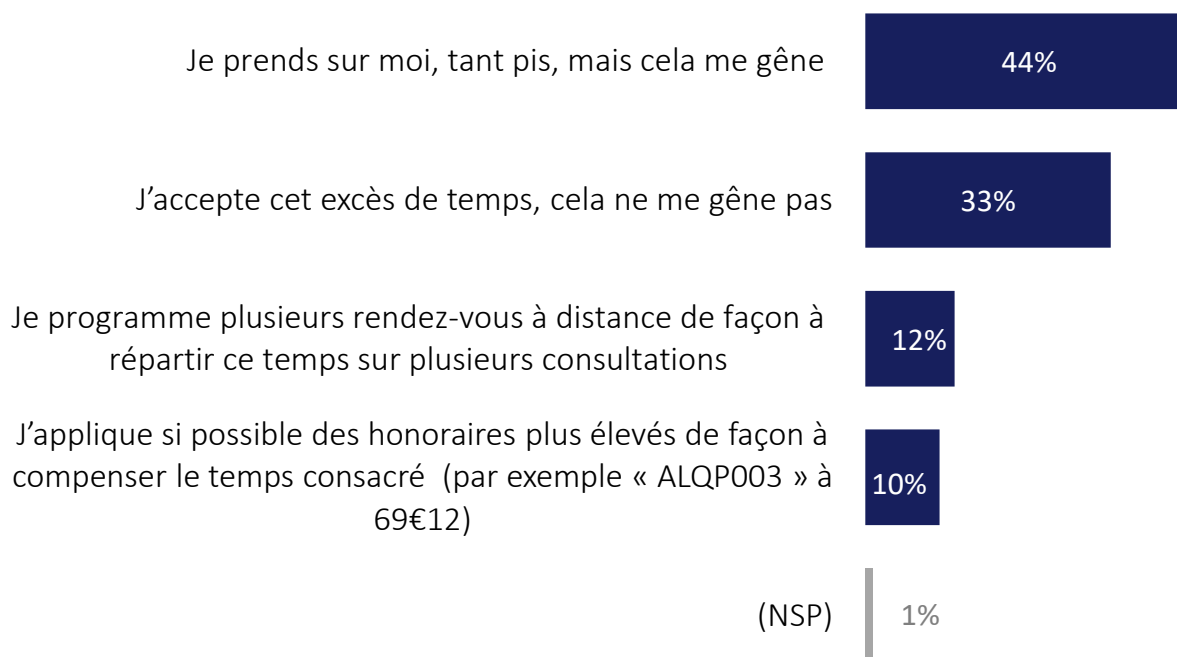 Je prends sur moi, tant pis, mais cela me gêne
44%
J’accepte cet excès de temps, cela ne me gêne pas
33%
Je programme plusieurs rendez-vous à distance de façon à
répartir ce temps sur plusieurs consultations
12%
J’applique si possible des honoraires plus élevés de façon à
compenser le temps consacré (par exemple « ALQP003 » à
69€12)
10%
(NSP)
1%